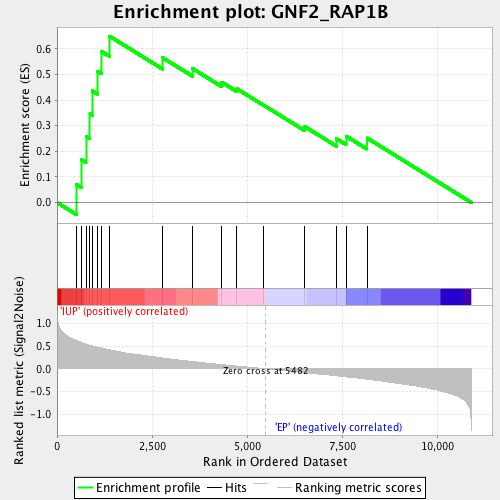 Enrichment plot: GNF2_RAP1B
Enrichment score (ES)
0.6
0.5
0.4
0.3
0.2
0.1
0.0
'IUP' (positively correlated)
Ranked list metric (Signal2Noise)
1.0
0.5
0.0
-0.5
-1.0
Zero cross at 5482
'EP' (negatively correlated)
0
2,500
5,000
7,500
10,000
Rank in Ordered Dataset
Enrichment profile
Hits
Ranking metric scores